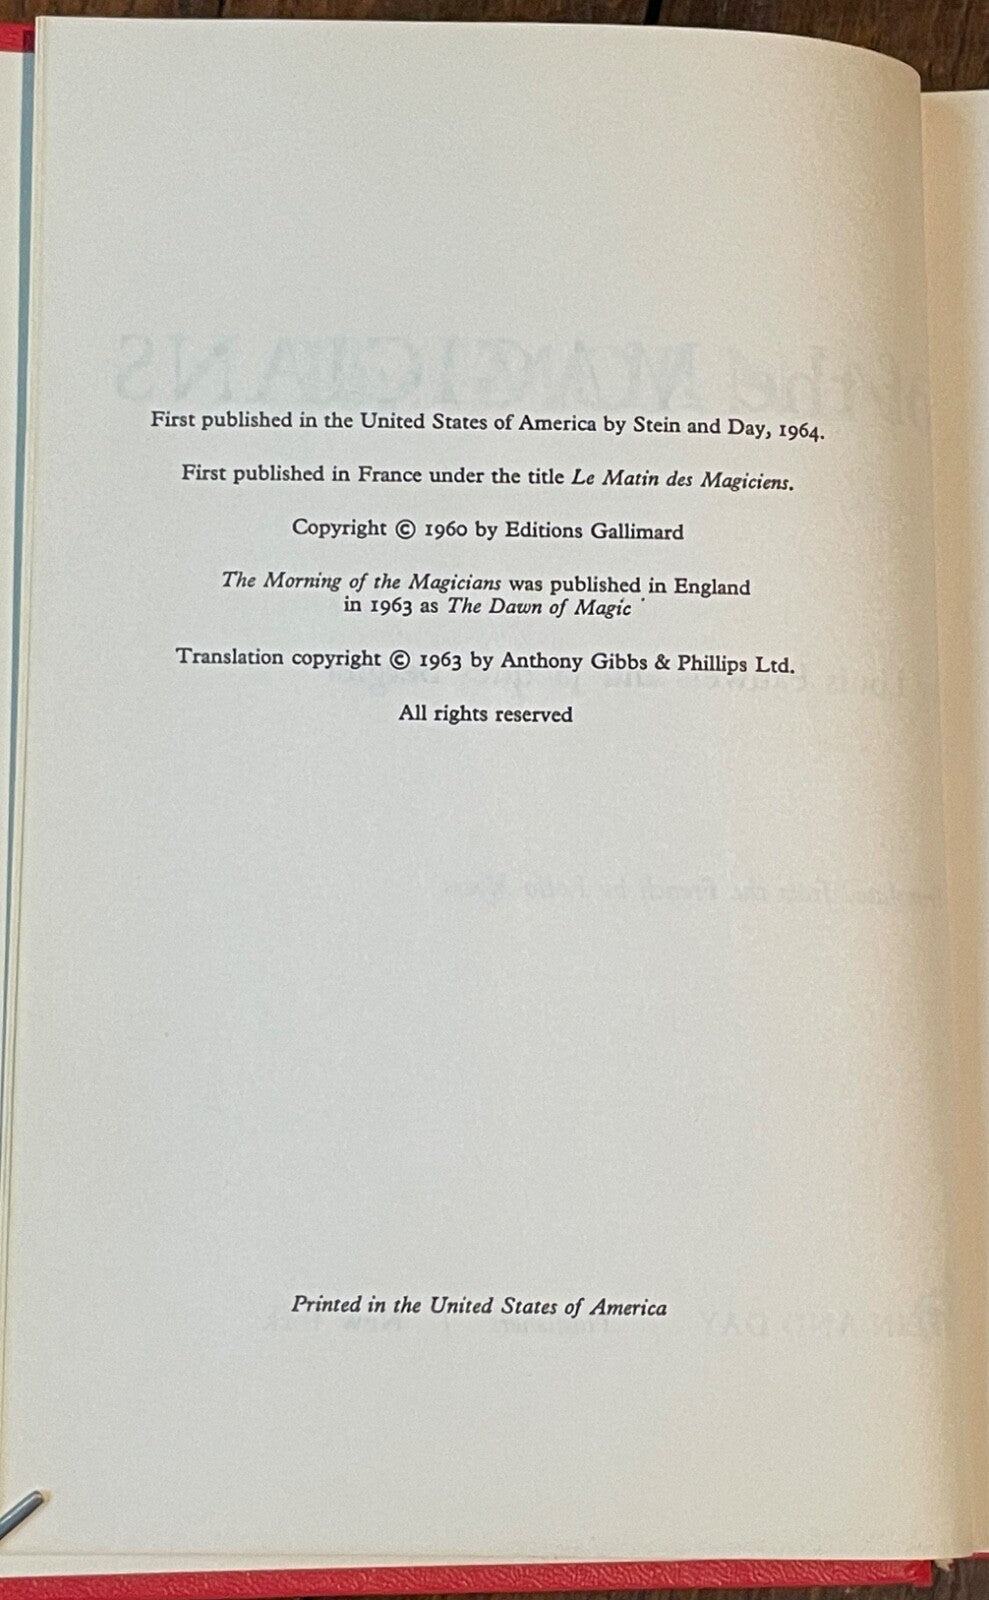 First published in the United States of America by Stein and Day, 1964.
First published in France under the title Le Matin des Magiciens.
Copyright © 1960 by Editions Gallimard
The Morning of the Magicians was published in England
in 1963 as The Dawn of Magic
Translation copyright © 1963 by Anthony Gibbs & Phillips Ltd.
All rights reserved
Printed in the United States of America